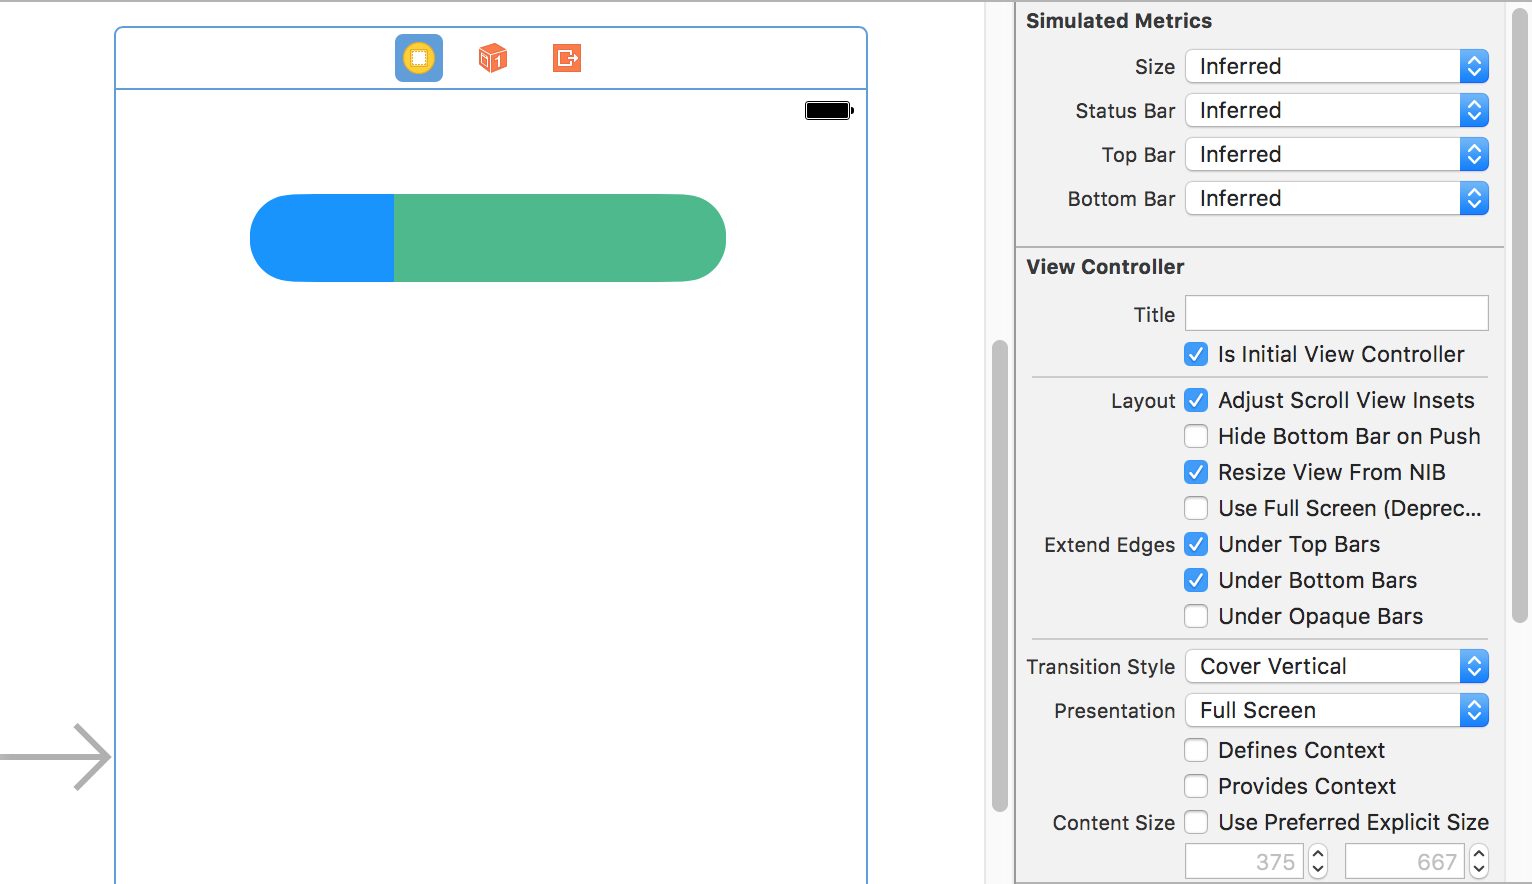 1
Simulated Metrics
Size Inferred
Status Bar Inferred
Top Bar Inferred
Bottom Bar Inferred
View Controller
Title
Is Initial View Controller
Layout Adjust Scroll View Insets
Hide Bottom Bar on Push
Resize View From NIB
Use Full Screen (Deprec...
Extend Edges Under Top Bars
Under Bottom Bars
Under Opaque Bars
Transition Style Cover Vertical
Presentation Full Screen
Defines Context
Provides Context
Content Size Use Preferred Explicit Size
375 667